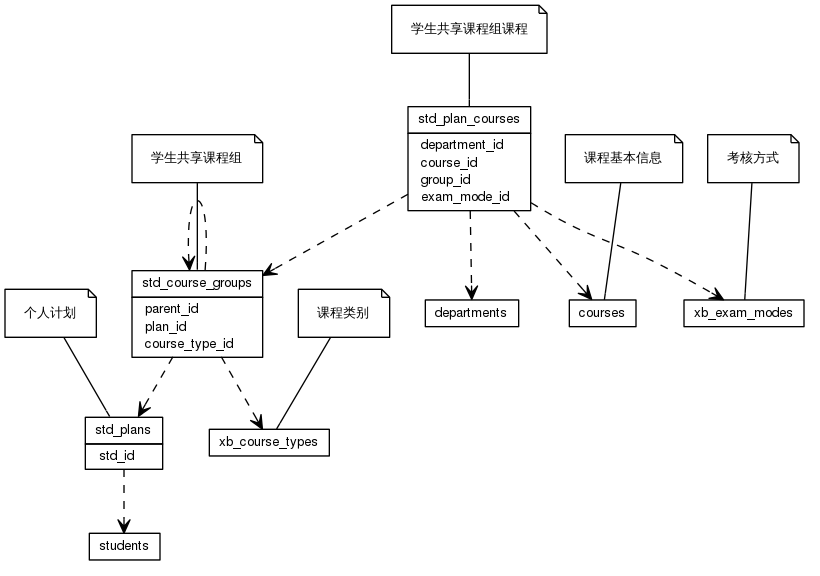 学生共享课程组课程
std_plan_courses
department_id
course_id
group_id
exam_mode_id
学生共享课程组
课程基本信息
考核方式
std_course_groups
parent_id
plan_id
course_type_id
departments
courses
xb_exam_modes
个人计划
课程类别
std_plans
std_id
xb_course_types
students